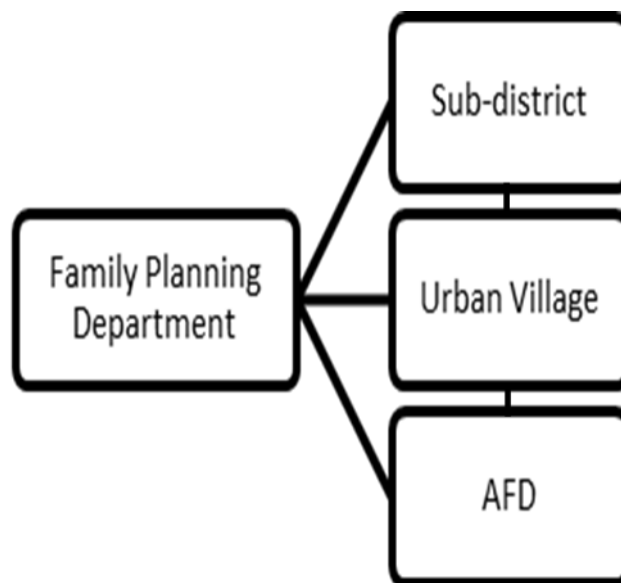 Sub-district
Family Planning
Department
Urban Village
AFD